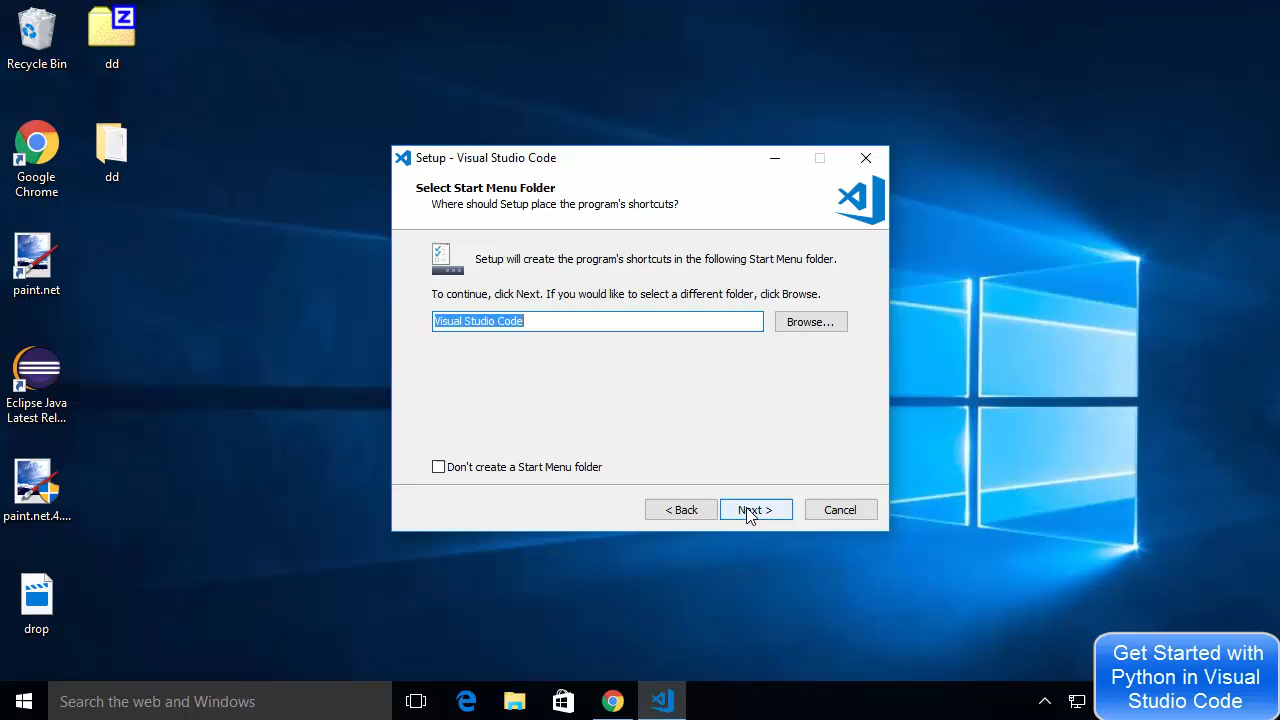 Recycle Bin
dd
Google
Chrome
dd
paint.net
Eclipse Java
Latest Rel...
paint.net.4....
drop
Setup - Visual Studio Code
Select Start Menu Folder
Where should Setup place the program's shortcuts?
Setup will create the program's shortcuts in the following Start Menu folder.
To continue, click Next. If you would like to select a different folder, click Browse.
Visual Studio Code
Browse...
Don't create a Start Menu folder
< Back
Next >
Cancel
Get Started with
Python in Visual
Studio Code
Search the web and Windows